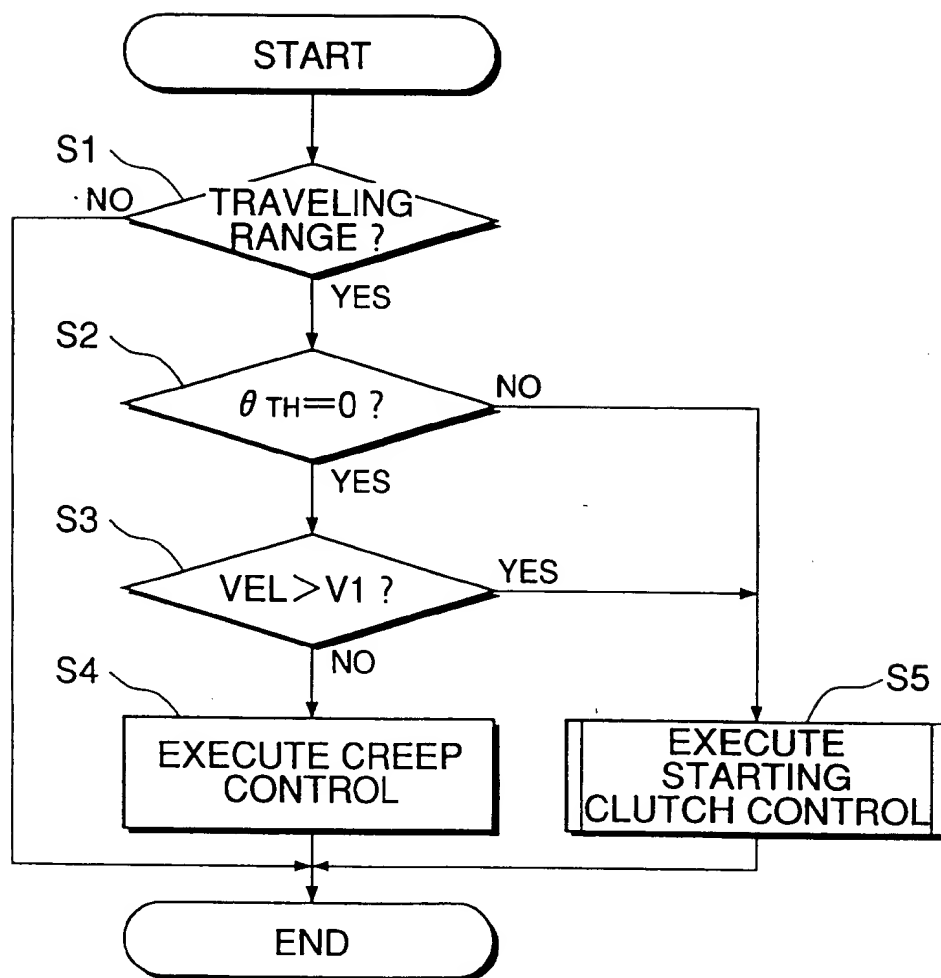 START
S1
NO
TRAVELING
RANGE ?
YES
S2
θ TH=0 ?
NO
YES
S3
VEL>V1 ?
YES
NO
S4
EXECUTE CREEP
CONTROL
S5
EXECUTE
STARTING
CLUTCH CONTROL
END